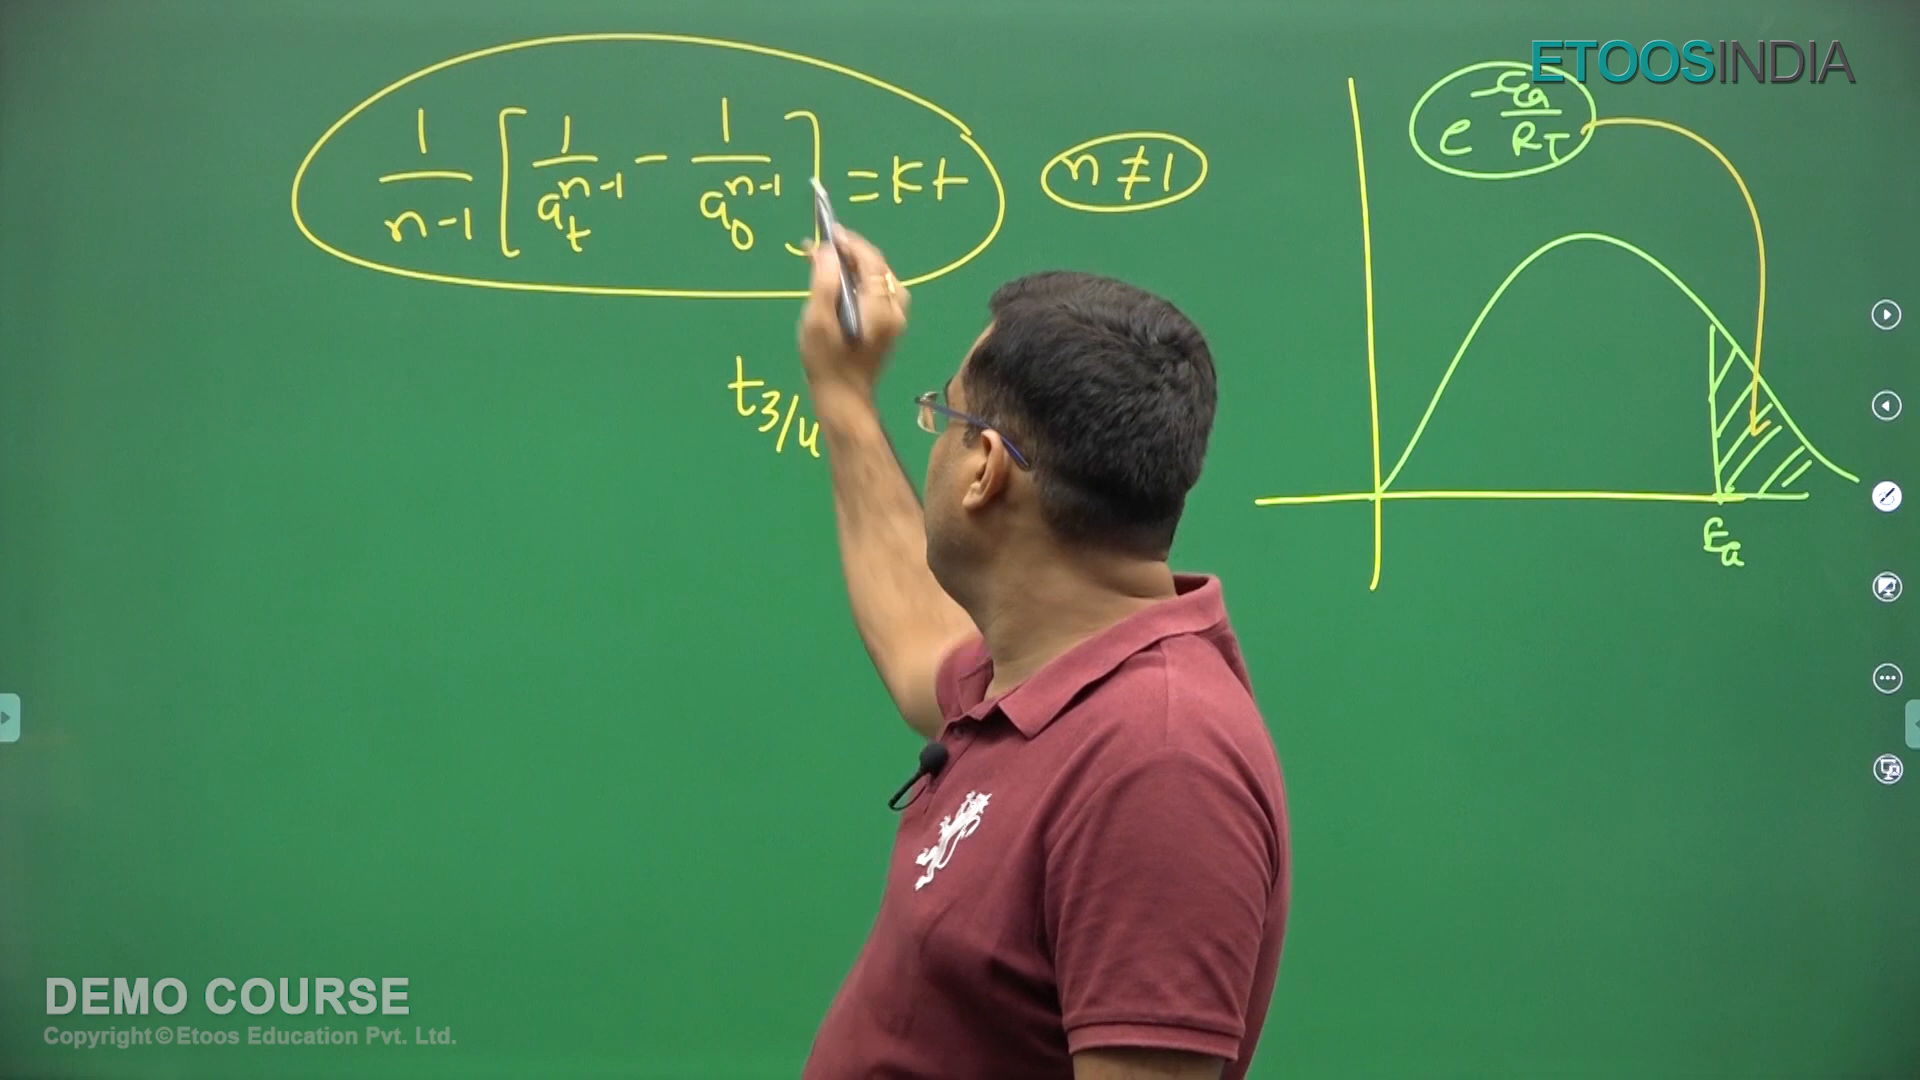 ETOOSINDIA
1/(n-1) [1/a_t^(n-1) - 1/a_0^(n-1)] = Kt
n ≠ 1
e^(-Ea/RT)
t3/4
Ea
DEMO COURSE
Copyright © Etoos Education Pvt. Ltd.